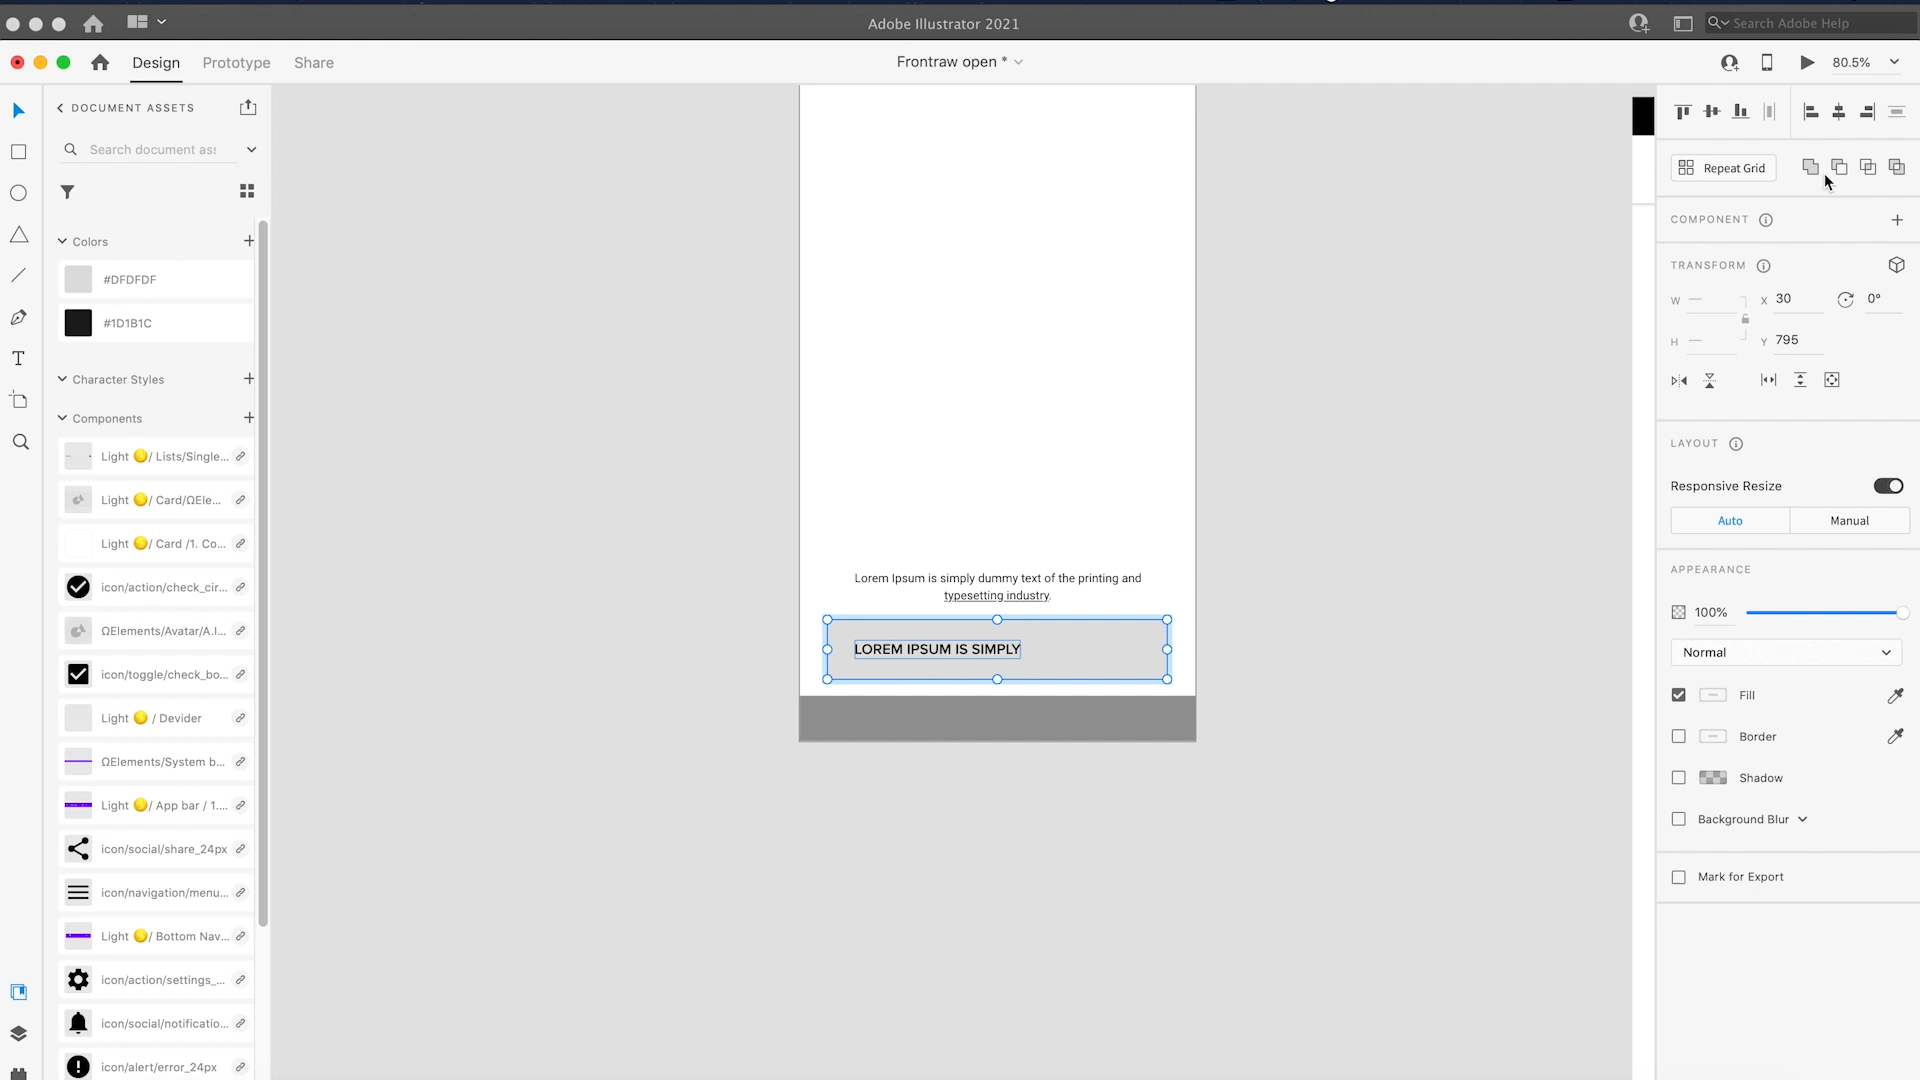 Adobe Illustrator 2021
Search Adobe Help
Design
Prototype
Share
Frontraw open *
80.5%
DOCUMENT ASSETS
Search document ass
Colors
#DFDFDF
#1D1B1C
Character Styles
Components
Light 🟡/ Lists/Single...
Light 🟡/ Card/ΩEle...
Light 🟡/ Card /1. Co...
icon/action/check_cir...
ΩElements/Avatar/A.I...
icon/toggle/check_bo...
Light 🟡 / Devider
ΩElements/System b...
Light 🟡/ App bar / 1....
icon/social/share_24px
icon/navigation/menu...
Light 🟡/ Bottom Nav...
icon/action/settings_...
icon/social/notificatio...
icon/alert/error_24px
Lorem Ipsum is simply dummy text of the printing and
typesetting industry.
LOREM IPSUM IS SIMPLY
Repeat Grid
COMPONENT
TRANSFORM
W —
X 30
0°
H —
Y 795
LAYOUT
Responsive Resize
Auto
Manual
APPEARANCE
100%
Normal
Fill
Border
Shadow
Background Blur
Mark for Export